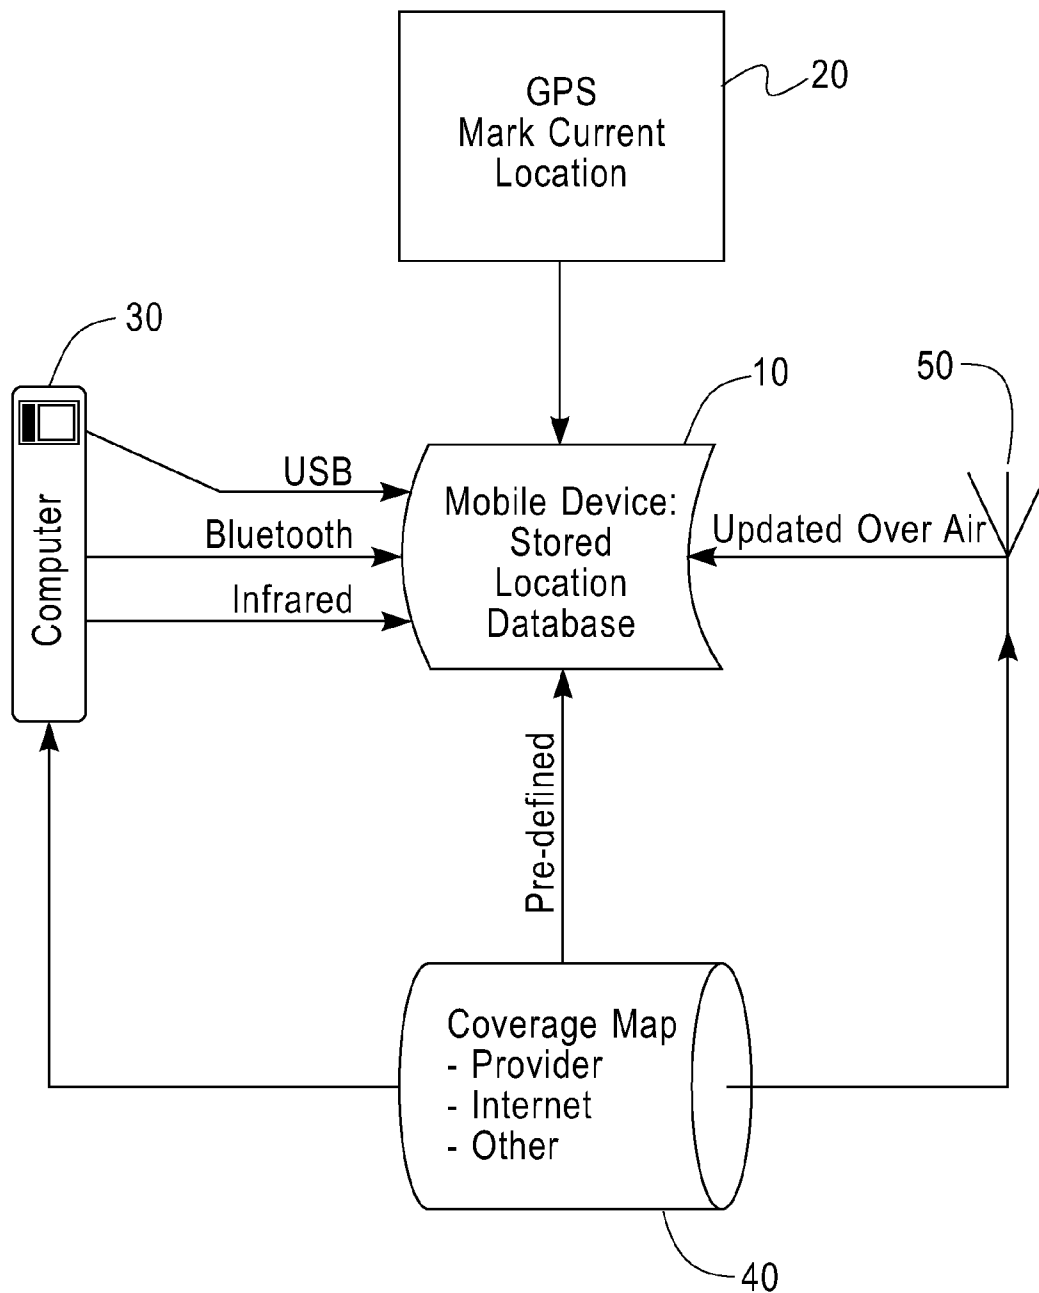 GPS
Mark Current
Location
20
30
10
50
USB
Bluetooth
Infrared
Computer
Mobile Device:
Stored
Location
Database
Updated Over Air
Pre-defined
Coverage Map
- Provider
- Internet
- Other
40